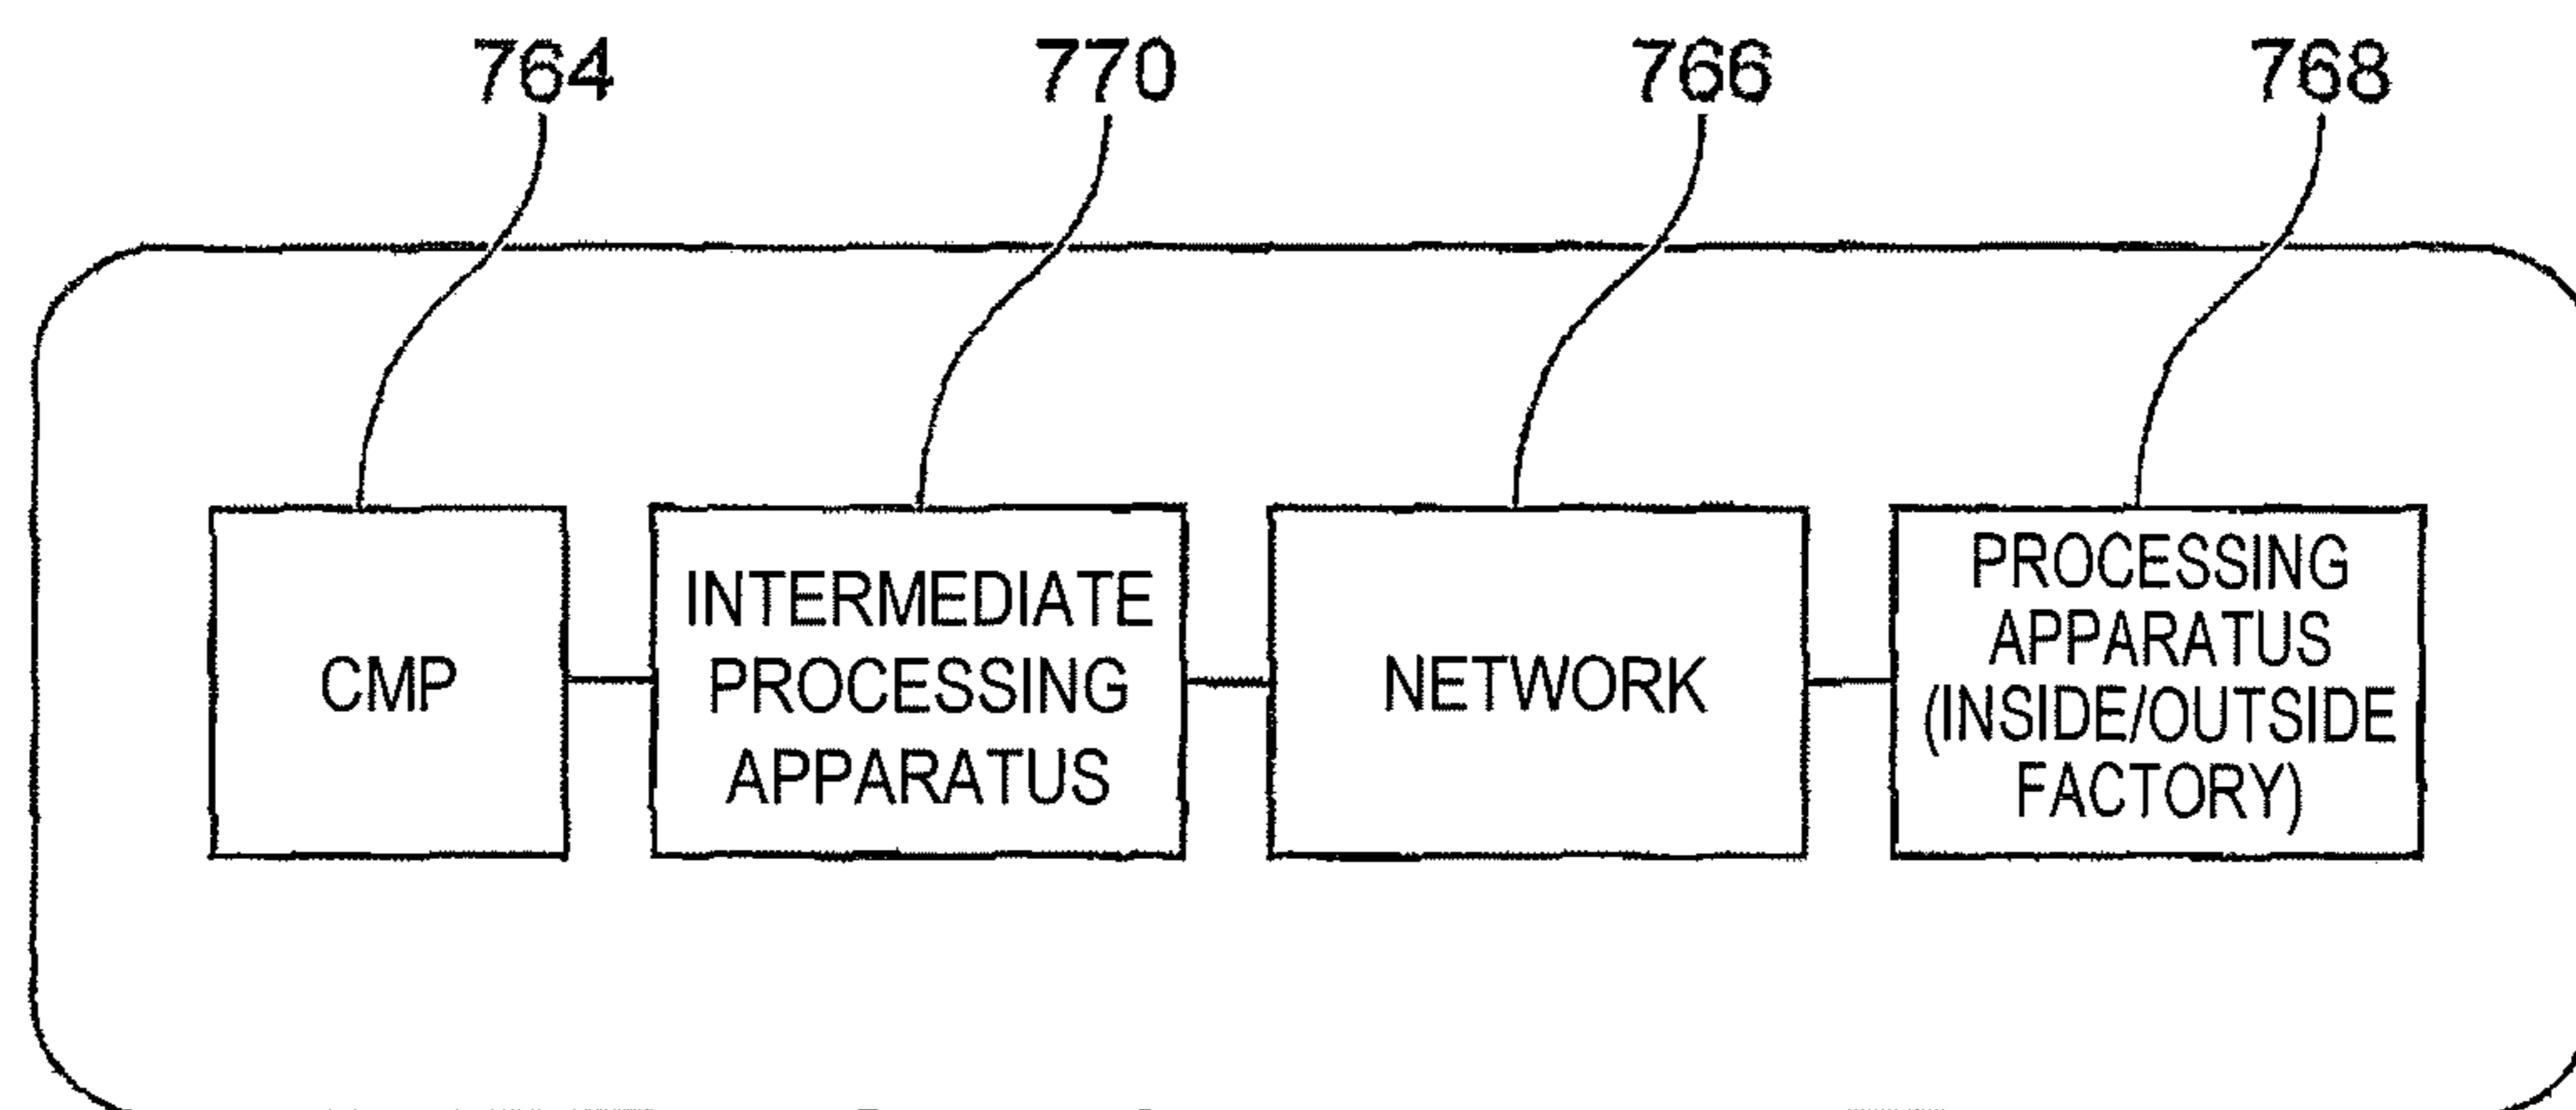 764
770
766
768
CMP
INTERMEDIATE
PROCESSING
APPARATUS
NETWORK
PROCESSING
APPARATUS
(INSIDE/OUTSIDE
FACTORY)